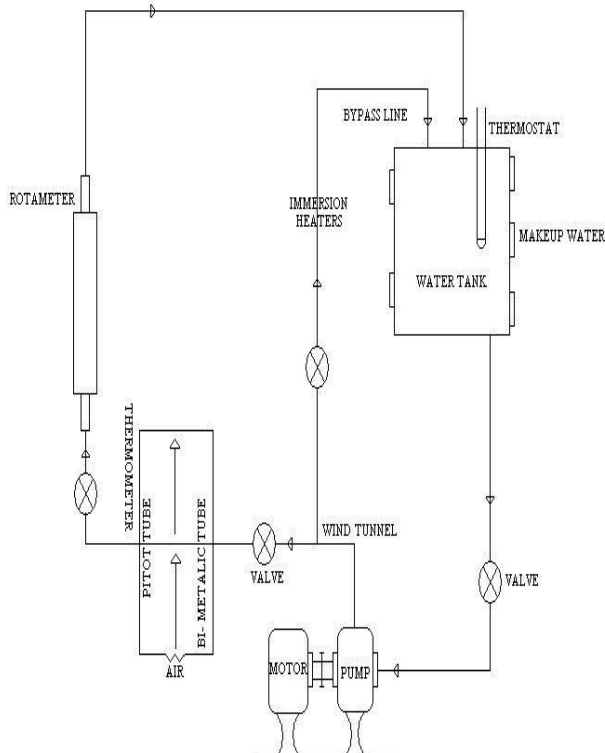 BYPASS LINE
THERMOSTAT
ROTAMETER
IMMERSION
HEATERS
MAKEUP WATER
WATER TANK
THERMOMETER
PITOT TUBE
BI- METALIC TUBE
WIND TUNNEL
VALVE
VALVE
AIR
MOTOR
PUMP